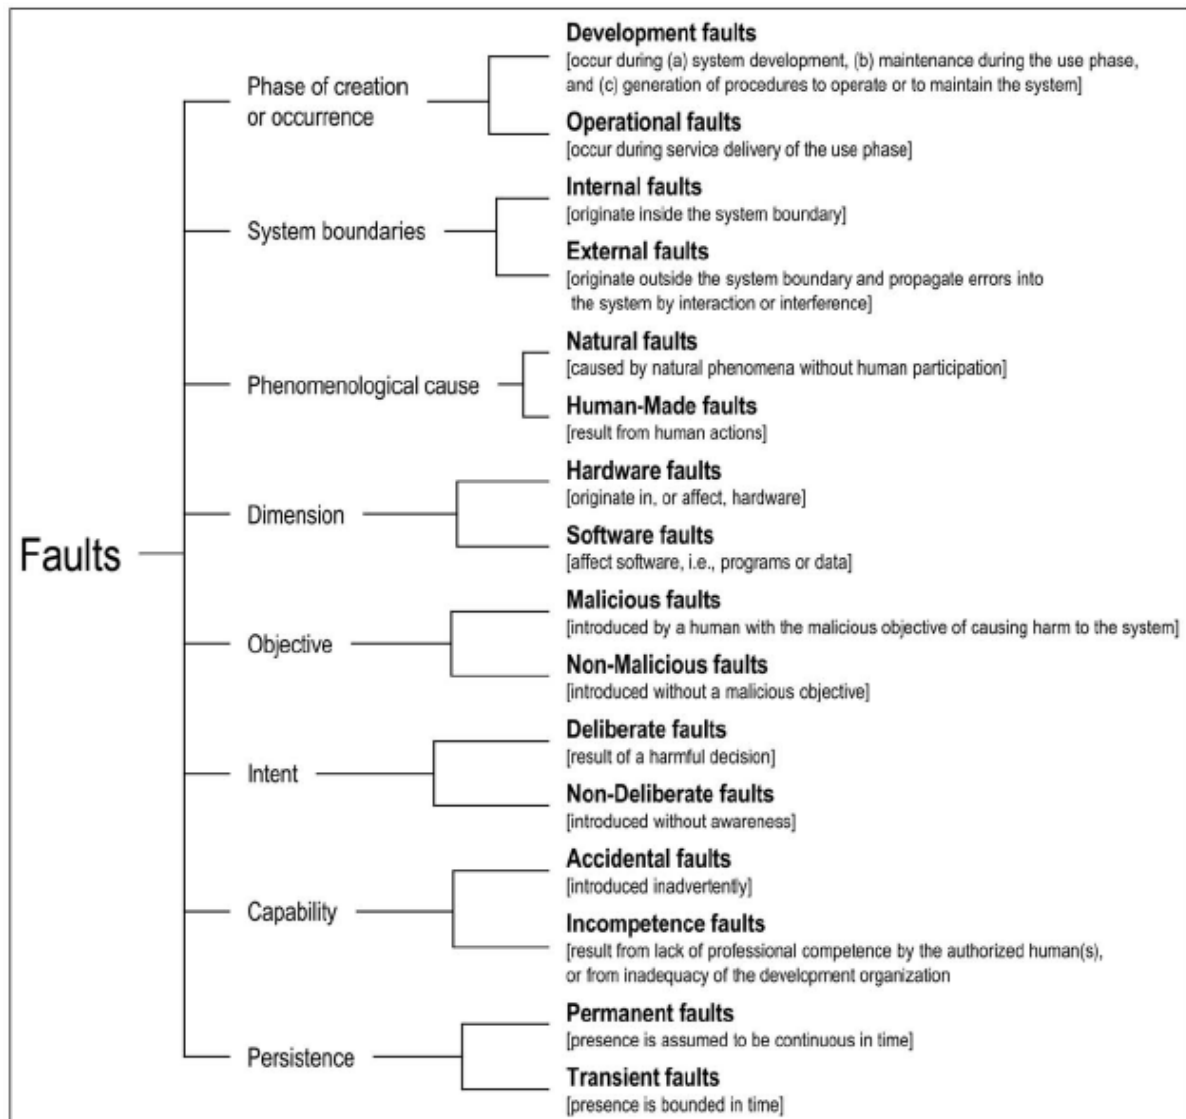 Faults
Phase of creation
or occurrence
Development faults
[occur during (a) system development, (b) maintenance during the use phase,
and (c) generation of procedures to operate or to maintain the system]
Operational faults
[occur during service delivery of the use phase]
System boundaries
Internal faults
[originate inside the system boundary]
External faults
[originate outside the system boundary and propagate errors into
the system by interaction or interference]
Phenomenological cause
Natural faults
[caused by natural phenomena without human participation]
Human-Made faults
[result from human actions]
Dimension
Hardware faults
[originate in, or affect, hardware]
Software faults
[affect software, i.e., programs or data]
Objective
Malicious faults
[introduced by a human with the malicious objective of causing harm to the system]
Non-Malicious faults
[introduced without a malicious objective]
Intent
Deliberate faults
[result of a harmful decision]
Non-Deliberate faults
[introduced without awareness]
Capability
Accidental faults
[introduced inadvertently]
Incompetence faults
[result from lack of professional competence by the authorized human(s),
or from inadequacy of the development organization
Persistence
Permanent faults
[presence is assumed to be continuous in time]
Transient faults
[presence is bounded in time]